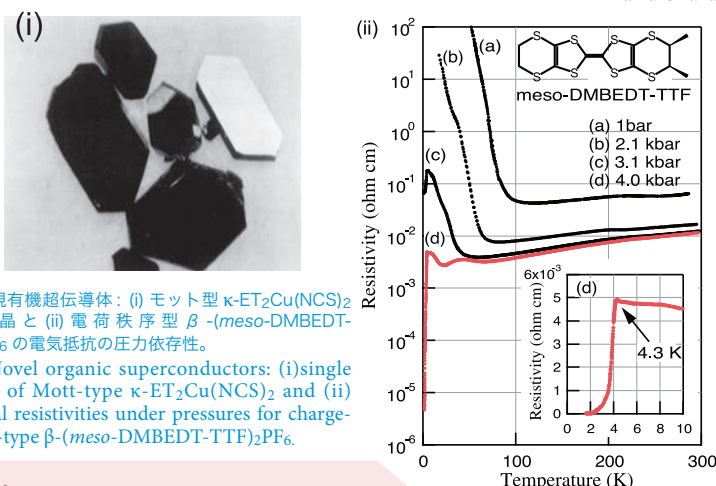 (i)
規有機超伝導体 : (i) モット型 κ-ET2Cu(NCS)2
晶 と (ii) 電 荷 秩 序 型 β -(meso-DMBEDT-
6 の電気抵抗の圧力依存性。
ovel organic superconductors: (i)single
of Mott-type κ-ET2Cu(NCS)2 and (ii)
al resistivities under pressures for charge-
-type β-(meso-DMBEDT-TTF)2PF6.
(ii)
Resistivity (ohm cm)
10²
10¹
10⁰
10⁻¹
10⁻²
10⁻³
10⁻⁴
10⁻⁵
10⁻⁶
(a)
(b)
(c)
(d)
S S S S
S S S S
meso-DMBEDT-TTF
(a) 1bar
(b) 2.1 kbar
(c) 3.1 kbar
(d) 4.0 kbar
6x10⁻³
5
4
3
2
1
0
Resistivity (ohm cm)
(d)
4.3 K
0 2 4 6 8 10
0 100 200 300
Temperature (K)